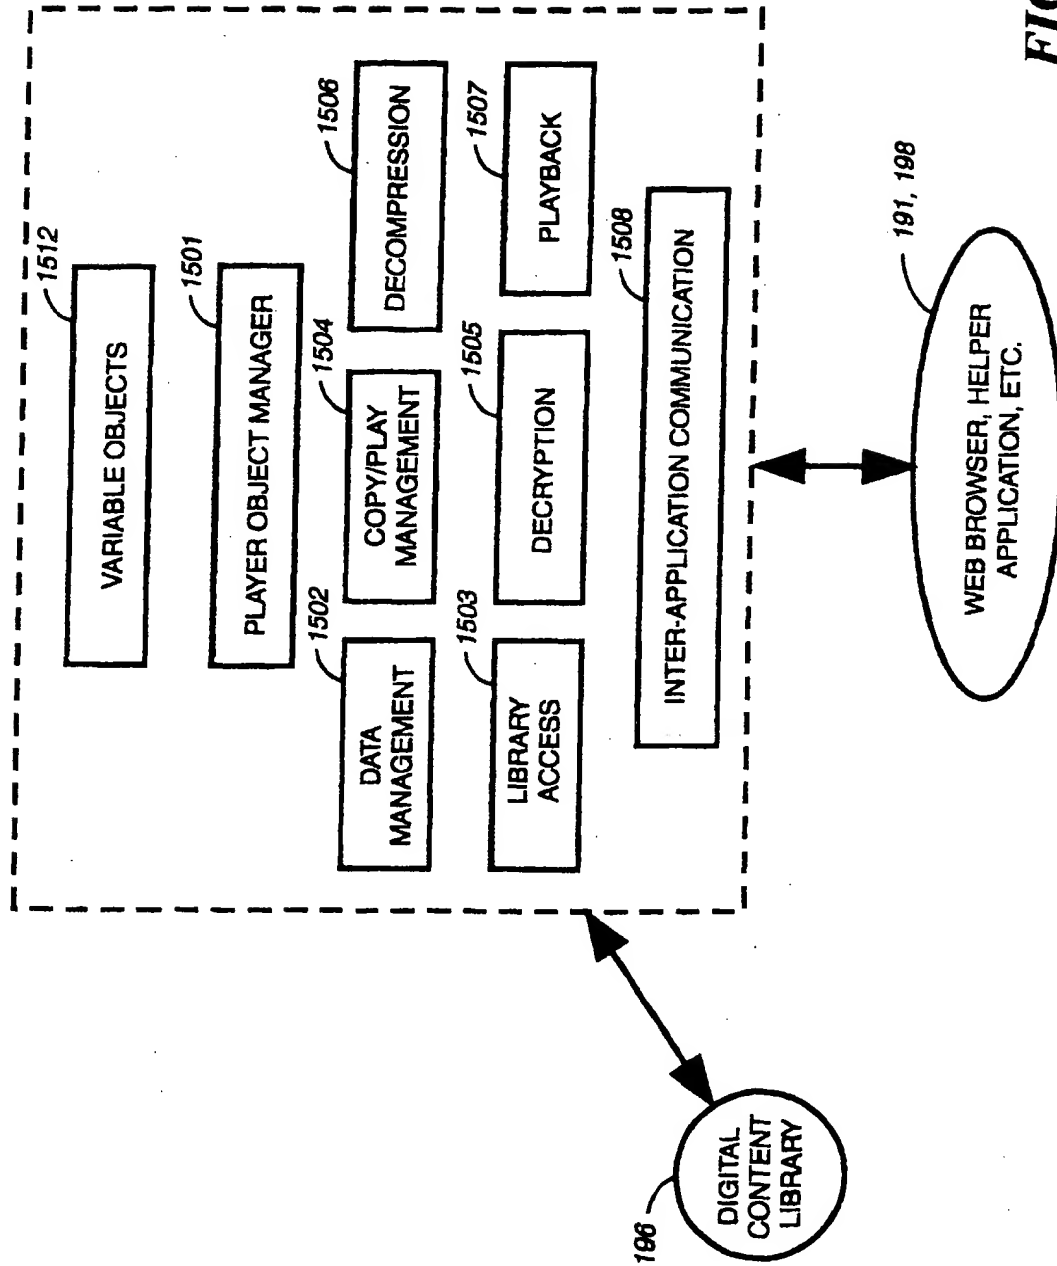 1512
VARIABLE OBJECTS
1501
PLAYER OBJECT MANAGER
1502
DATA
MANAGEMENT
1504
COPY/PLAY
MANAGEMENT
1506
DECOMPRESSION
1503
LIBRARY
ACCESS
1505
DECRYPTION
1507
PLAYBACK
1508
INTER-APPLICATION COMMUNICATION
196
DIGITAL
CONTENT
LIBRARY
191, 198
WEB BROWSER, HELPER
APPLICATION, ETC.
FIG